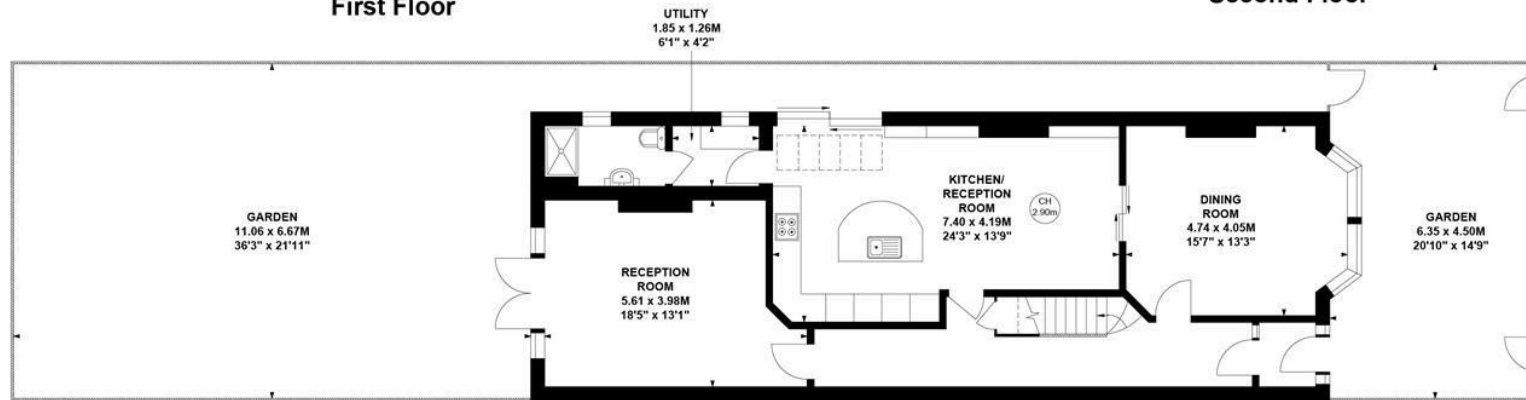 First Floor
Second Floor
UTILITY
1.85 x 1.26M
6'1" x 4'2"
GARDEN
11.06 x 6.67M
36'3" x 21'11"
RECEPTION
ROOM
5.61 x 3.98M
18'5" x 13'1"
KITCHEN/
RECEPTION
ROOM
7.40 x 4.19M
24'3" x 13'9"
CH
2.90m
DINING
ROOM
4.74 x 4.05M
15'7" x 13'3"
GARDEN
6.35 x 4.50M
20'10" x 14'9"